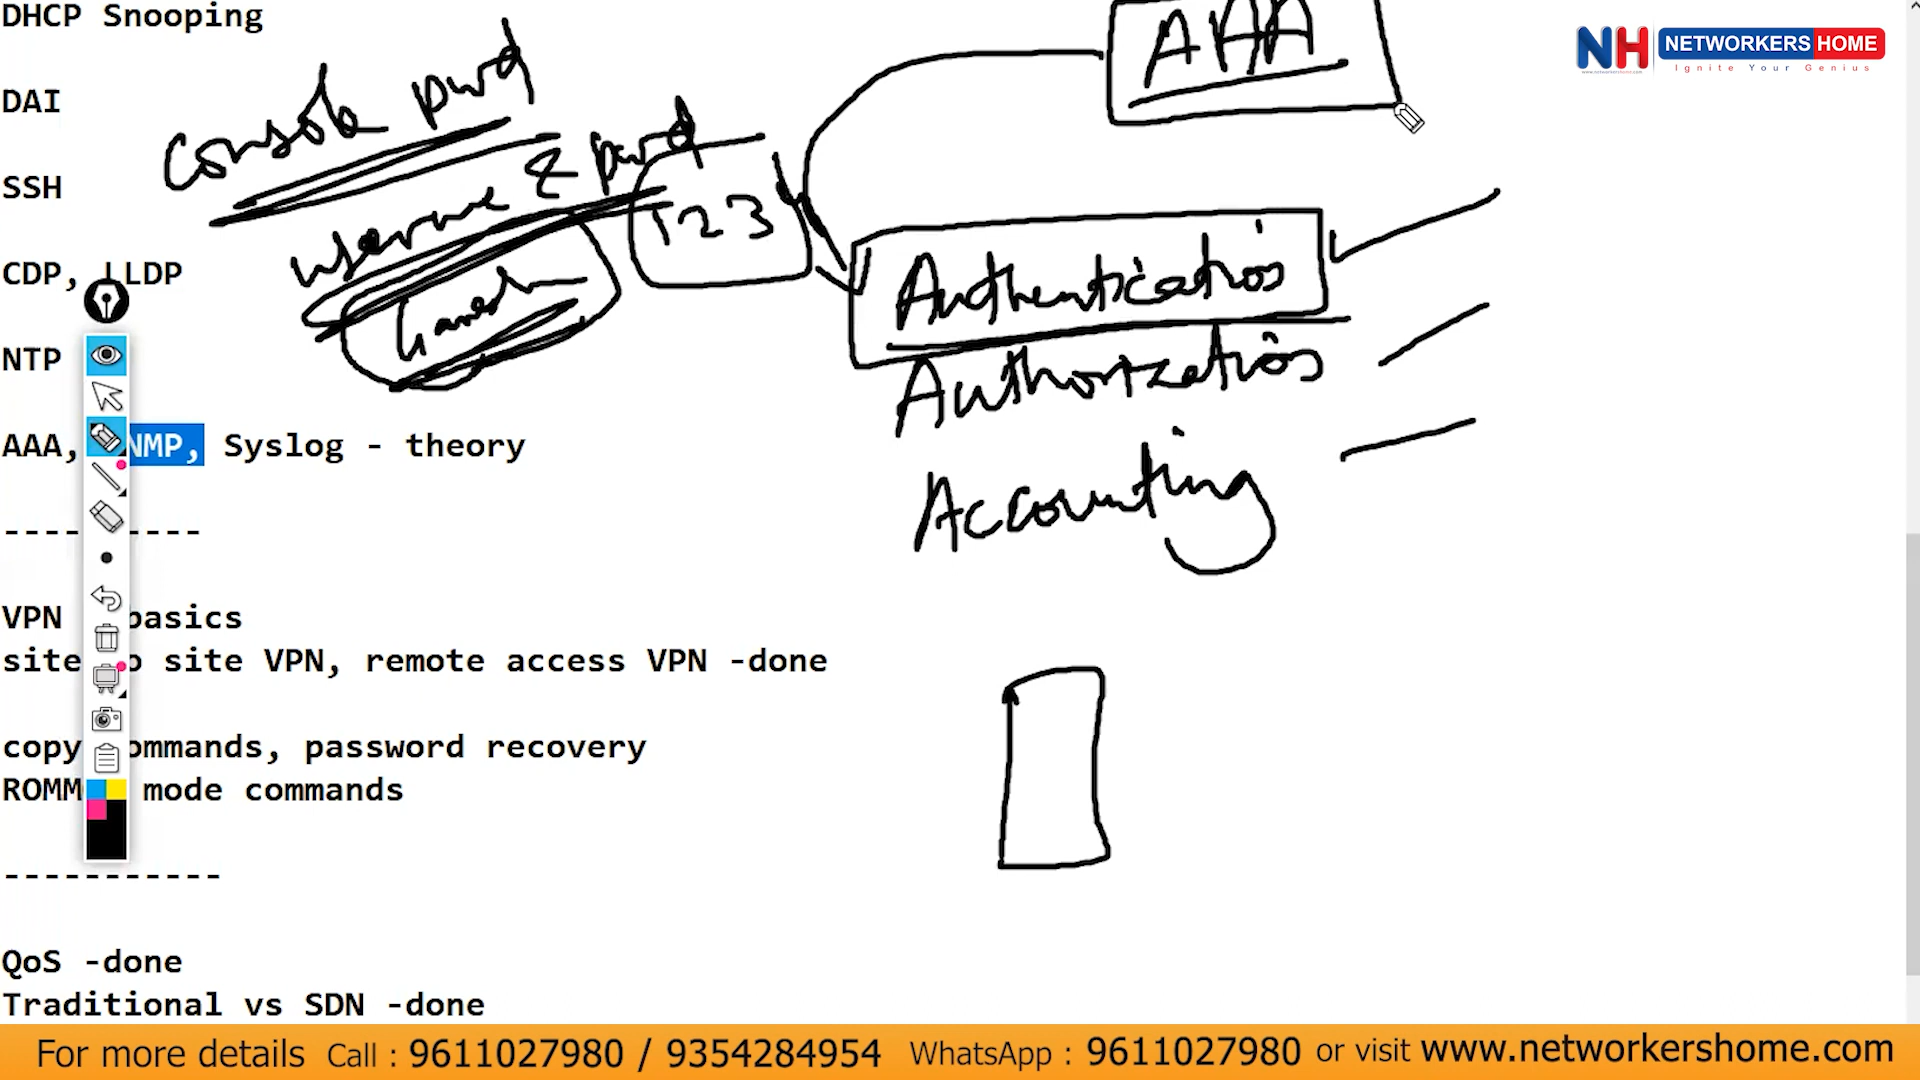 DHCP Snooping
AAA
NETWORKERS HOME
Ignite Your Genius
DAI
console pwd
SSH
username & pwd
123
CDP, LLDP
Authentication
NTP
Authorization
AAA, NMP, Syslog - theory
Accounting
-----------
VPN basics
site to site VPN, remote access VPN -done
copy commands, password recovery
ROMM mode commands
-----------
QoS -done
Traditional vs SDN -done
For more details Call : 9611027980 / 9354284954 WhatsApp : 9611027980 or visit www.networkershome.com